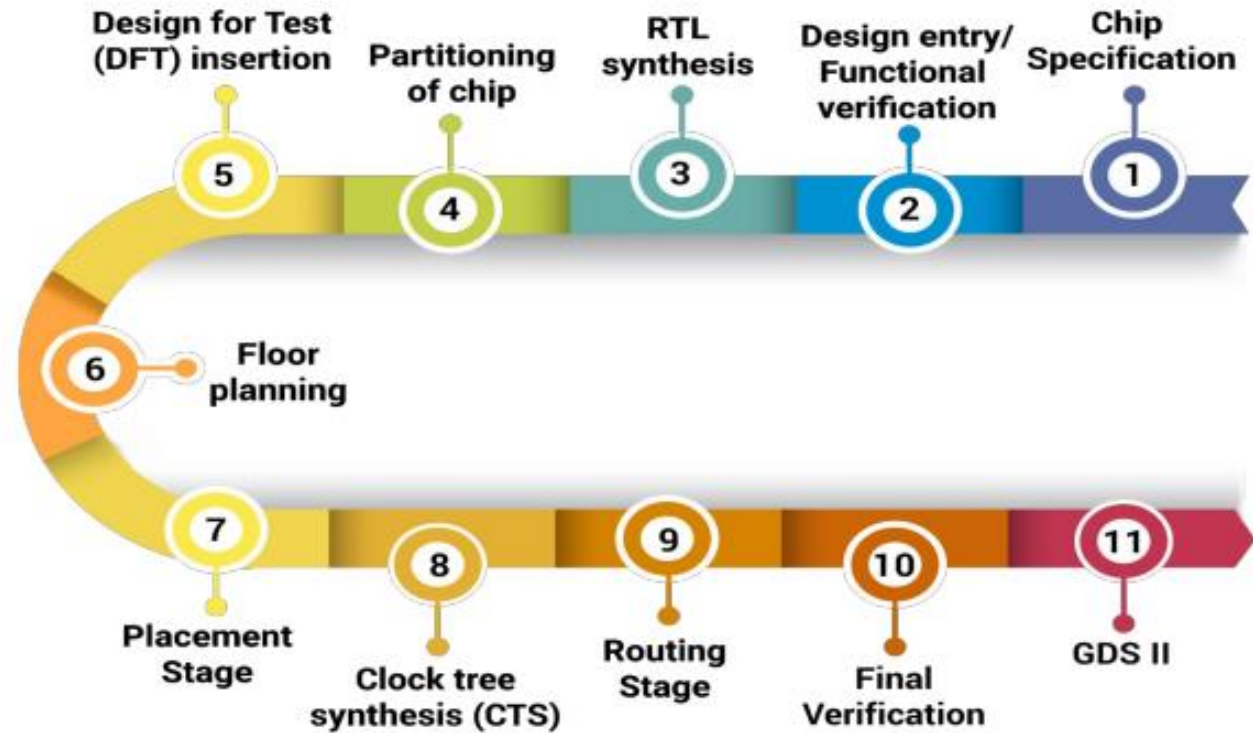 Chip
Specification
1
Design entry/
Functional
verification
2
RTL
synthesis
3
Partitioning
of chip
4
Design for Test
(DFT) insertion
5
6
Floor
planning
7
Placement
Stage
8
Clock tree
synthesis (CTS)
9
Routing
Stage
10
Final
Verification
11
GDS II